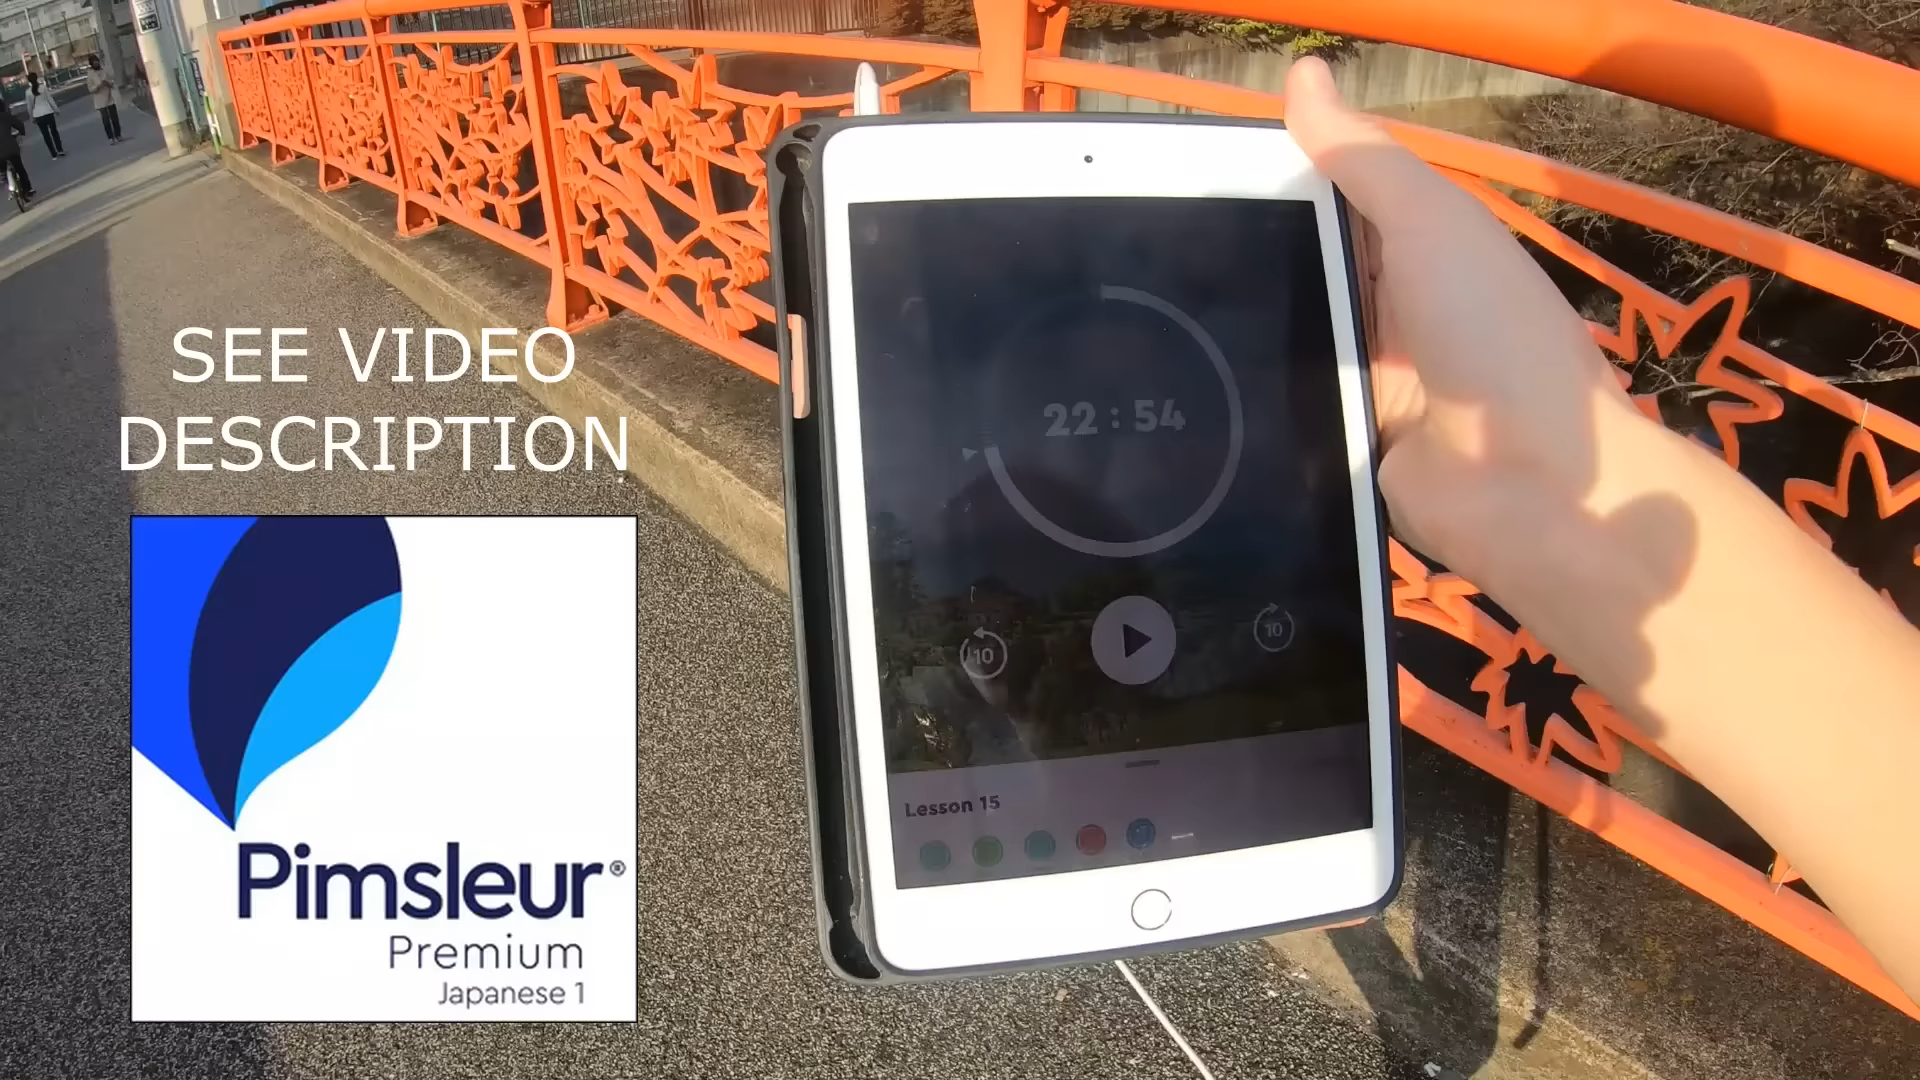 SEE VIDEO
DESCRIPTION
Pimsleur®
Premium
Japanese 1
22 : 54
10
10
Lesson 15